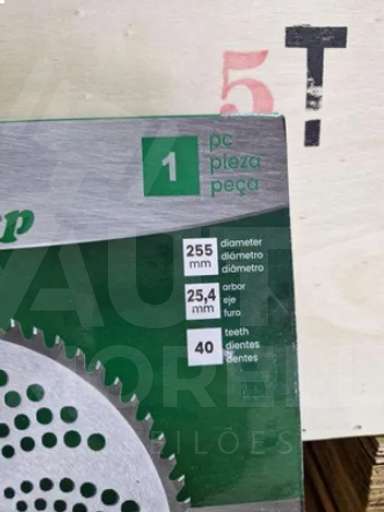 5 T
pc
1
pieza
peça
p
255
mm
diameter
diámetro
diâmetro
25,4
mm
arbor
eje
furo
40
teeth
dientes
dentes